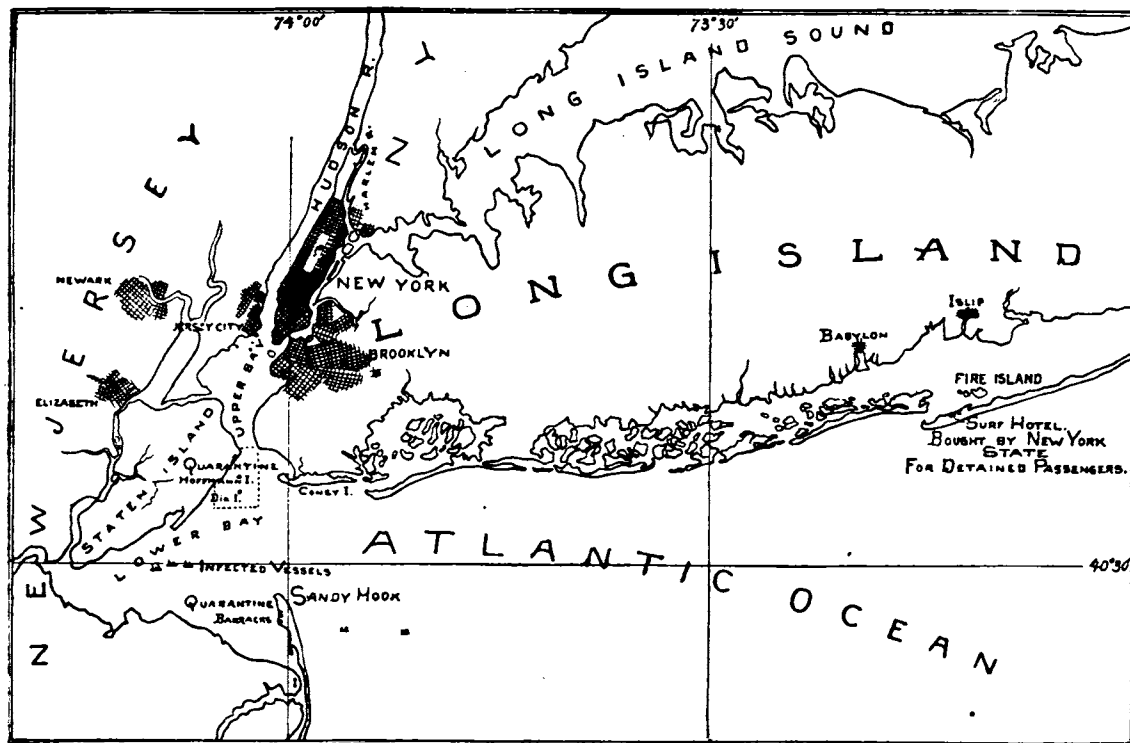 74°00'
73°30'
LONG ISLAND SOUND
HUDSON R.
HARLEM R.
N Y
NEW JERSEY
NEWARK
JERSEY CITY
NEW YORK
BROOKLYN
ELIZABETH
UPPER BAY
LONG ISLAND
ISLIP
BABYLON
FIRE ISLAND
SURF HOTEL.
BOUGHT BY NEW YORK
STATE
FOR DETAINED PASSENGERS.
STATEN ISLAND
QUARANTINE
HOFFMAN I.
DIX I.
CONEY I.
LOWER BAY
INFECTED VESSELS
ATLANTIC OCEAN
40°30'
QUARANTINE
BARRACKS
SANDY HOOK